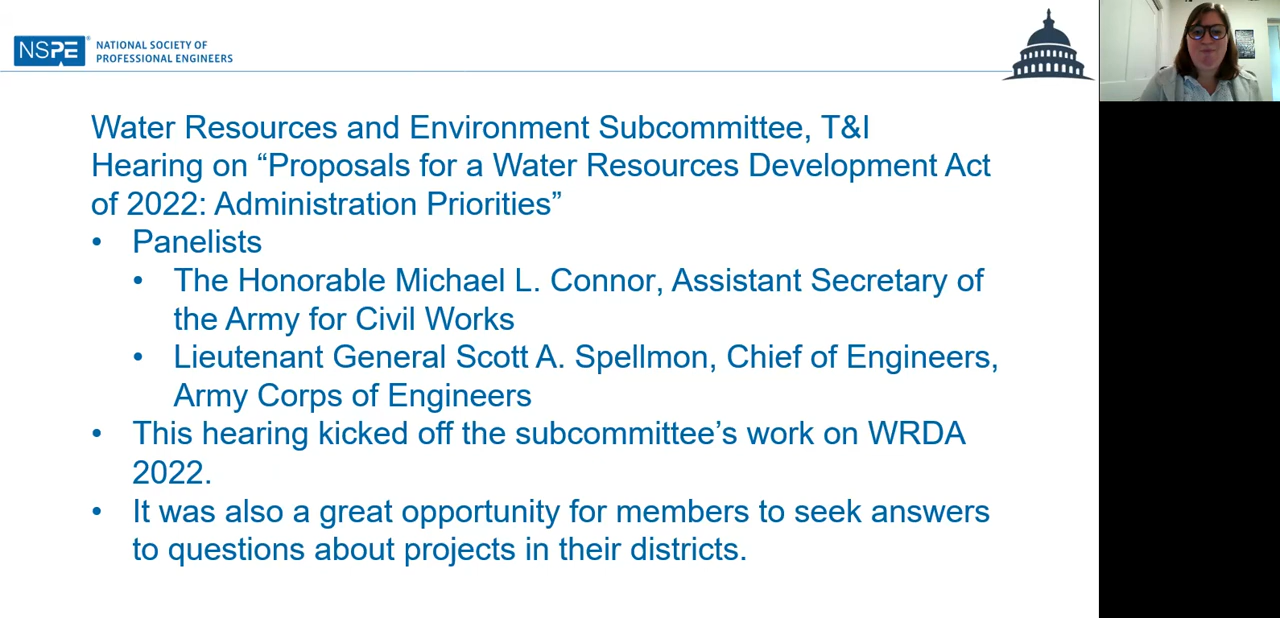 NSPE® NATIONAL SOCIETY OF
PROFESSIONAL ENGINEERS
Water Resources and Environment Subcommittee, T&I
Hearing on “Proposals for a Water Resources Development Act
of 2022: Administration Priorities”
• Panelists
• The Honorable Michael L. Connor, Assistant Secretary of
the Army for Civil Works
• Lieutenant General Scott A. Spellmon, Chief of Engineers,
Army Corps of Engineers
• This hearing kicked off the subcommittee’s work on WRDA
2022.
• It was also a great opportunity for members to seek answers
to questions about projects in their districts.